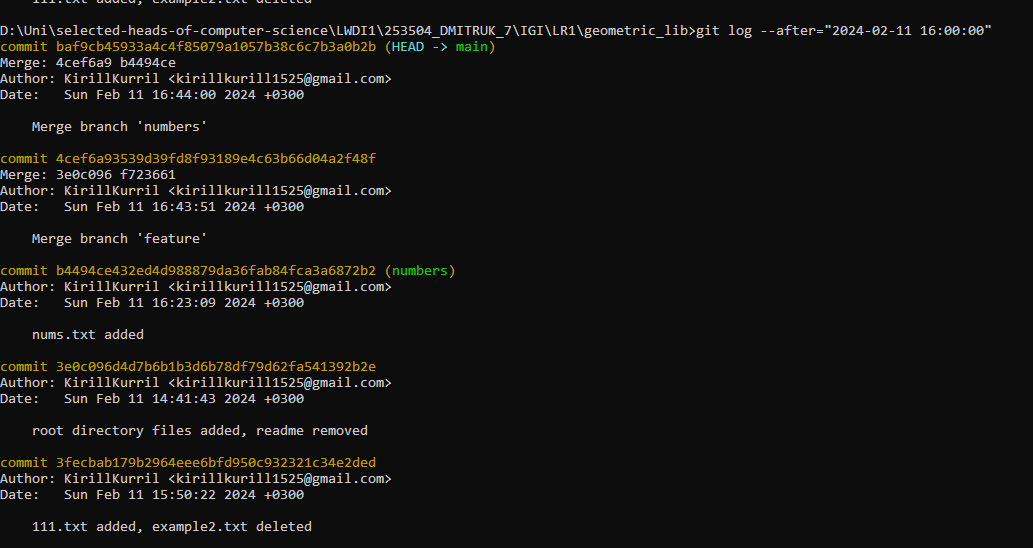 111.txt added, example2.txt deleted
D:\Uni\selected-heads-of-computer-science\LWDI1\253504_DMITRUK_7\IGI\LR1\geometric_lib>git log --after="2024-02-11 16:00:00"
commit baf9cb45933a4c4f85079a1057b38c6c7b3a0b2b (HEAD -> main)
Merge: 4cef6a9 b4494ce
Author: KirillKurril <kirillkurill1525@gmail.com>
Date:   Sun Feb 11 16:44:00 2024 +0300
Merge branch 'numbers'
commit 4cef6a93539d39fd8f93189e4c63b66d04a2f48f
Merge: 3e0c096 f723661
Author: KirillKurril <kirillkurill1525@gmail.com>
Date:   Sun Feb 11 16:43:51 2024 +0300
Merge branch 'feature'
commit b4494ce432ed4d988879da36fab84fca3a6872b2 (numbers)
Author: KirillKurril <kirillkurill1525@gmail.com>
Date:   Sun Feb 11 16:23:09 2024 +0300
nums.txt added
commit 3e0c096d4d7b6b1b3d6b78df79d62fa541392b2e
Author: KirillKurril <kirillkurill1525@gmail.com>
Date:   Sun Feb 11 14:41:43 2024 +0300
root directory files added, readme removed
commit 3fecbab179b2964eee6bfd950c932321c34e2ded
Author: KirillKurril <kirillkurill1525@gmail.com>
Date:   Sun Feb 11 15:50:22 2024 +0300
111.txt added, example2.txt deleted